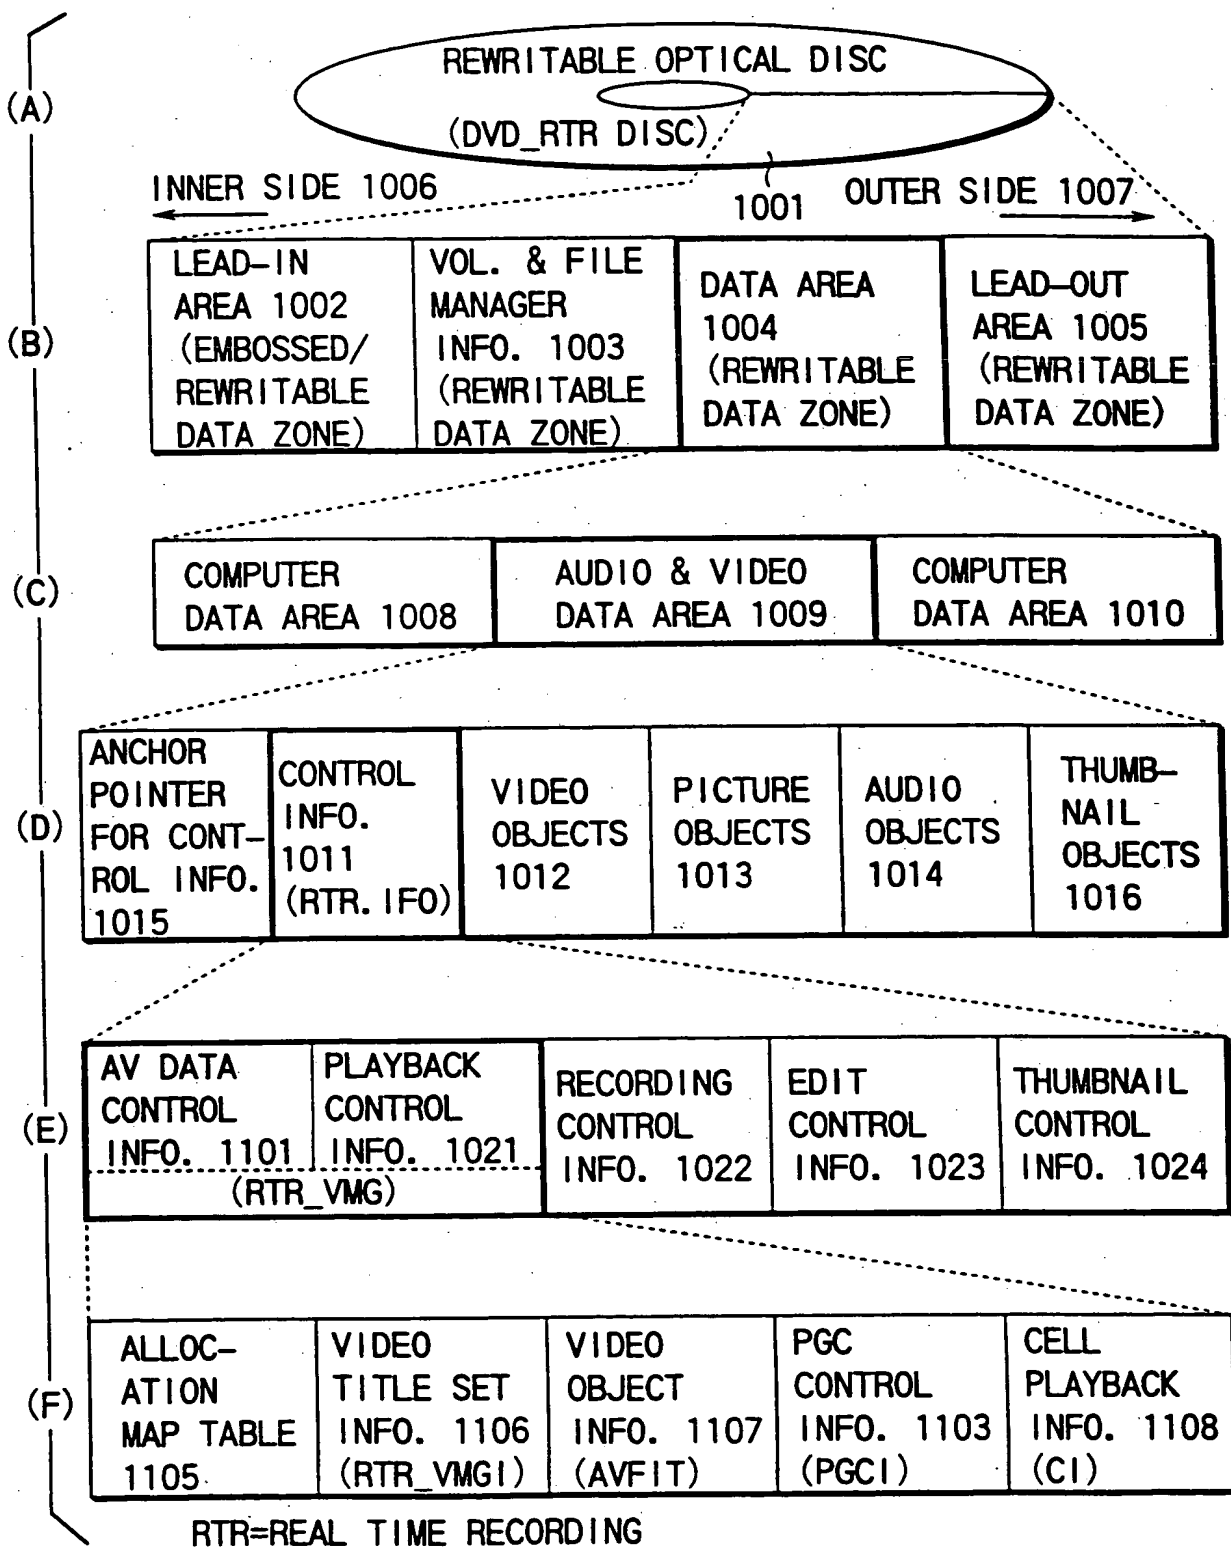 (A)
REWRITABLE OPTICAL DISC
(DVD_RTR DISC)
INNER SIDE 1006
1001
OUTER SIDE 1007
(B)
LEAD-IN
AREA 1002
(EMBOSSED/
REWRITABLE
DATA ZONE)
VOL. & FILE
MANAGER
INFO. 1003
(REWRITABLE
DATA ZONE)
DATA AREA
1004
(REWRITABLE
DATA ZONE)
LEAD-OUT
AREA 1005
(REWRITABLE
DATA ZONE)
(C)
COMPUTER
DATA AREA 1008
AUDIO & VIDEO
DATA AREA 1009
COMPUTER
DATA AREA 1010
(D)
ANCHOR
POINTER
FOR CONT-
ROL INFO.
1015
CONTROL
INFO.
1011
(RTR.IFO)
VIDEO
OBJECTS
1012
PICTURE
OBJECTS
1013
AUDIO
OBJECTS
1014
THUMB-
NAIL
OBJECTS
1016
(E)
AV DATA
CONTROL
INFO. 1101
PLAYBACK
CONTROL
INFO. 1021
(RTR_VMG)
RECORDING
CONTROL
INFO. 1022
EDIT
CONTROL
INFO. 1023
THUMBNAIL
CONTROL
INFO. 1024
(F)
ALLOC-
ATION
MAP TABLE
1105
VIDEO
TITLE SET
INFO. 1106
(RTR_VMGI)
VIDEO
OBJECT
INFO. 1107
(AVFIT)
PGC
CONTROL
INFO. 1103
(PGCI)
CELL
PLAYBACK
INFO. 1108
(CI)
RTR=REAL TIME RECORDING